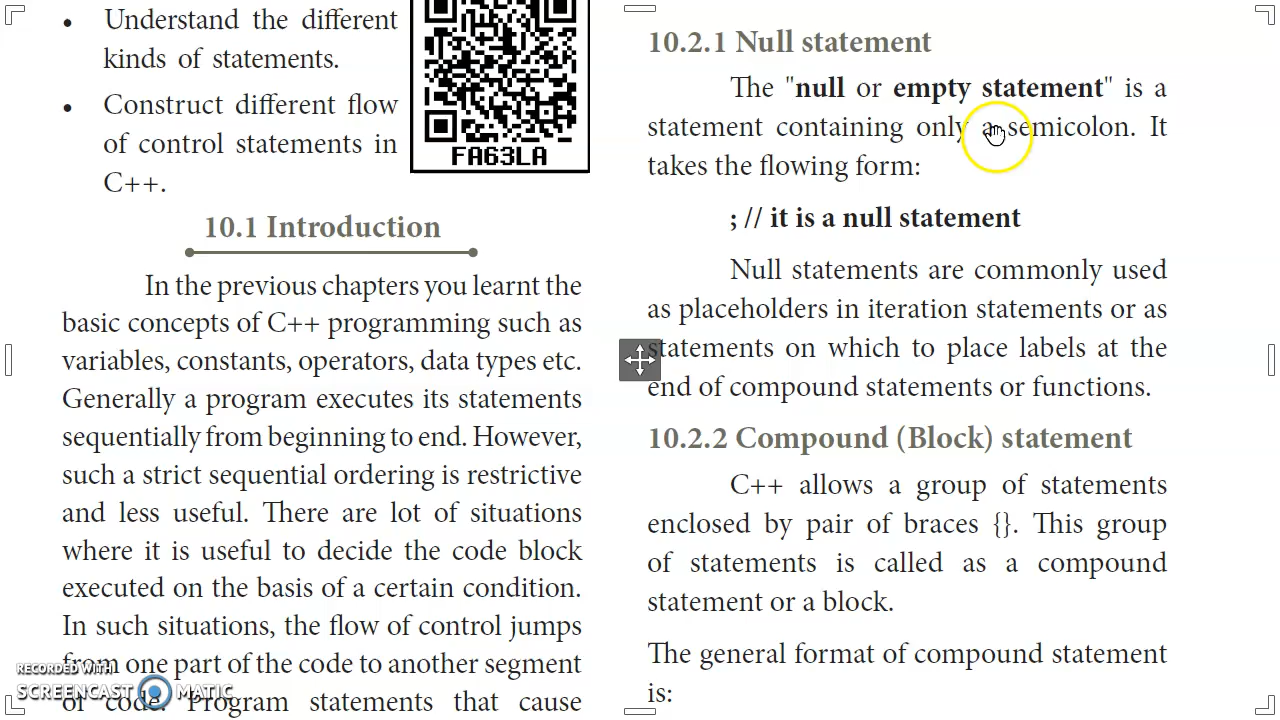 • Understand the different
kinds of statements.
• Construct different flow
of control statements in
C++.
FA63LA
10.1 Introduction
In the previous chapters you learnt the
basic concepts of C++ programming such as
variables, constants, operators, data types etc.
Generally a program executes its statements
sequentially from beginning to end. However,
such a strict sequential ordering is restrictive
and less useful. There are lot of situations
where it is useful to decide the code block
executed on the basis of a certain condition.
In such situations, the flow of control jumps
from one part of the code to another segment
of code. Program statements that cause
10.2.1 Null statement
The "null or empty statement" is a
statement containing only a semicolon. It
takes the flowing form:
; // it is a null statement
Null statements are commonly used
as placeholders in iteration statements or as
statements on which to place labels at the
end of compound statements or functions.
10.2.2 Compound (Block) statement
C++ allows a group of statements
enclosed by pair of braces {}. This group
of statements is called as a compound
statement or a block.
The general format of compound statement
is:
RECORDED WITH
SCREENCAST MATIC